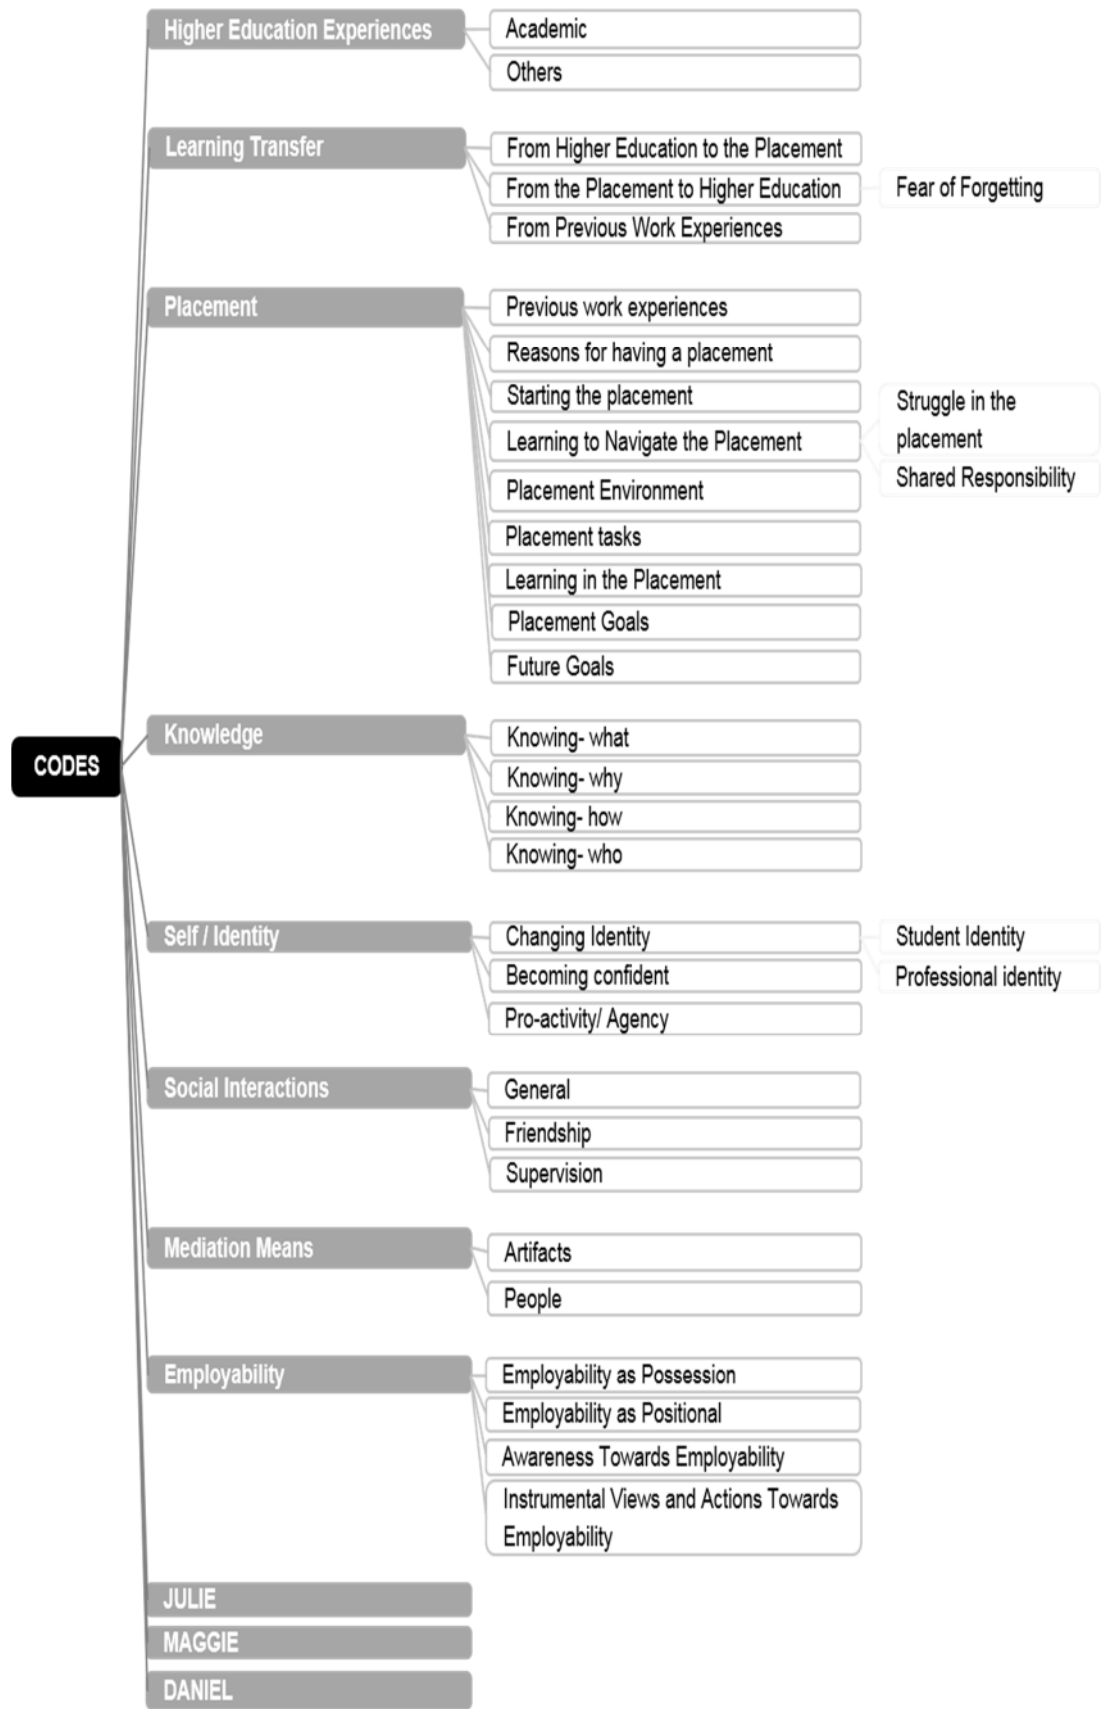 Higher Education Experiences
Academic
Others
Learning Transfer
From Higher Education to the Placement
From the Placement to Higher Education
Fear of Forgetting
From Previous Work Experiences
Placement
Previous work experiences
Reasons for having a placement
Starting the placement
Learning to Navigate the Placement
Struggle in the
placement
Shared Responsibility
Placement Environment
Placement tasks
Learning in the Placement
Placement Goals
Future Goals
CODES
Knowledge
Knowing- what
Knowing- why
Knowing- how
Knowing- who
Self / Identity
Changing Identity
Student Identity
Professional identity
Becoming confident
Pro-activity/ Agency
Social Interactions
General
Friendship
Supervision
Mediation Means
Artifacts
People
Employability
Employability as Possession
Employability as Positional
Awareness Towards Employability
Instrumental Views and Actions Towards
Employability
JULIE
MAGGIE
DANIEL